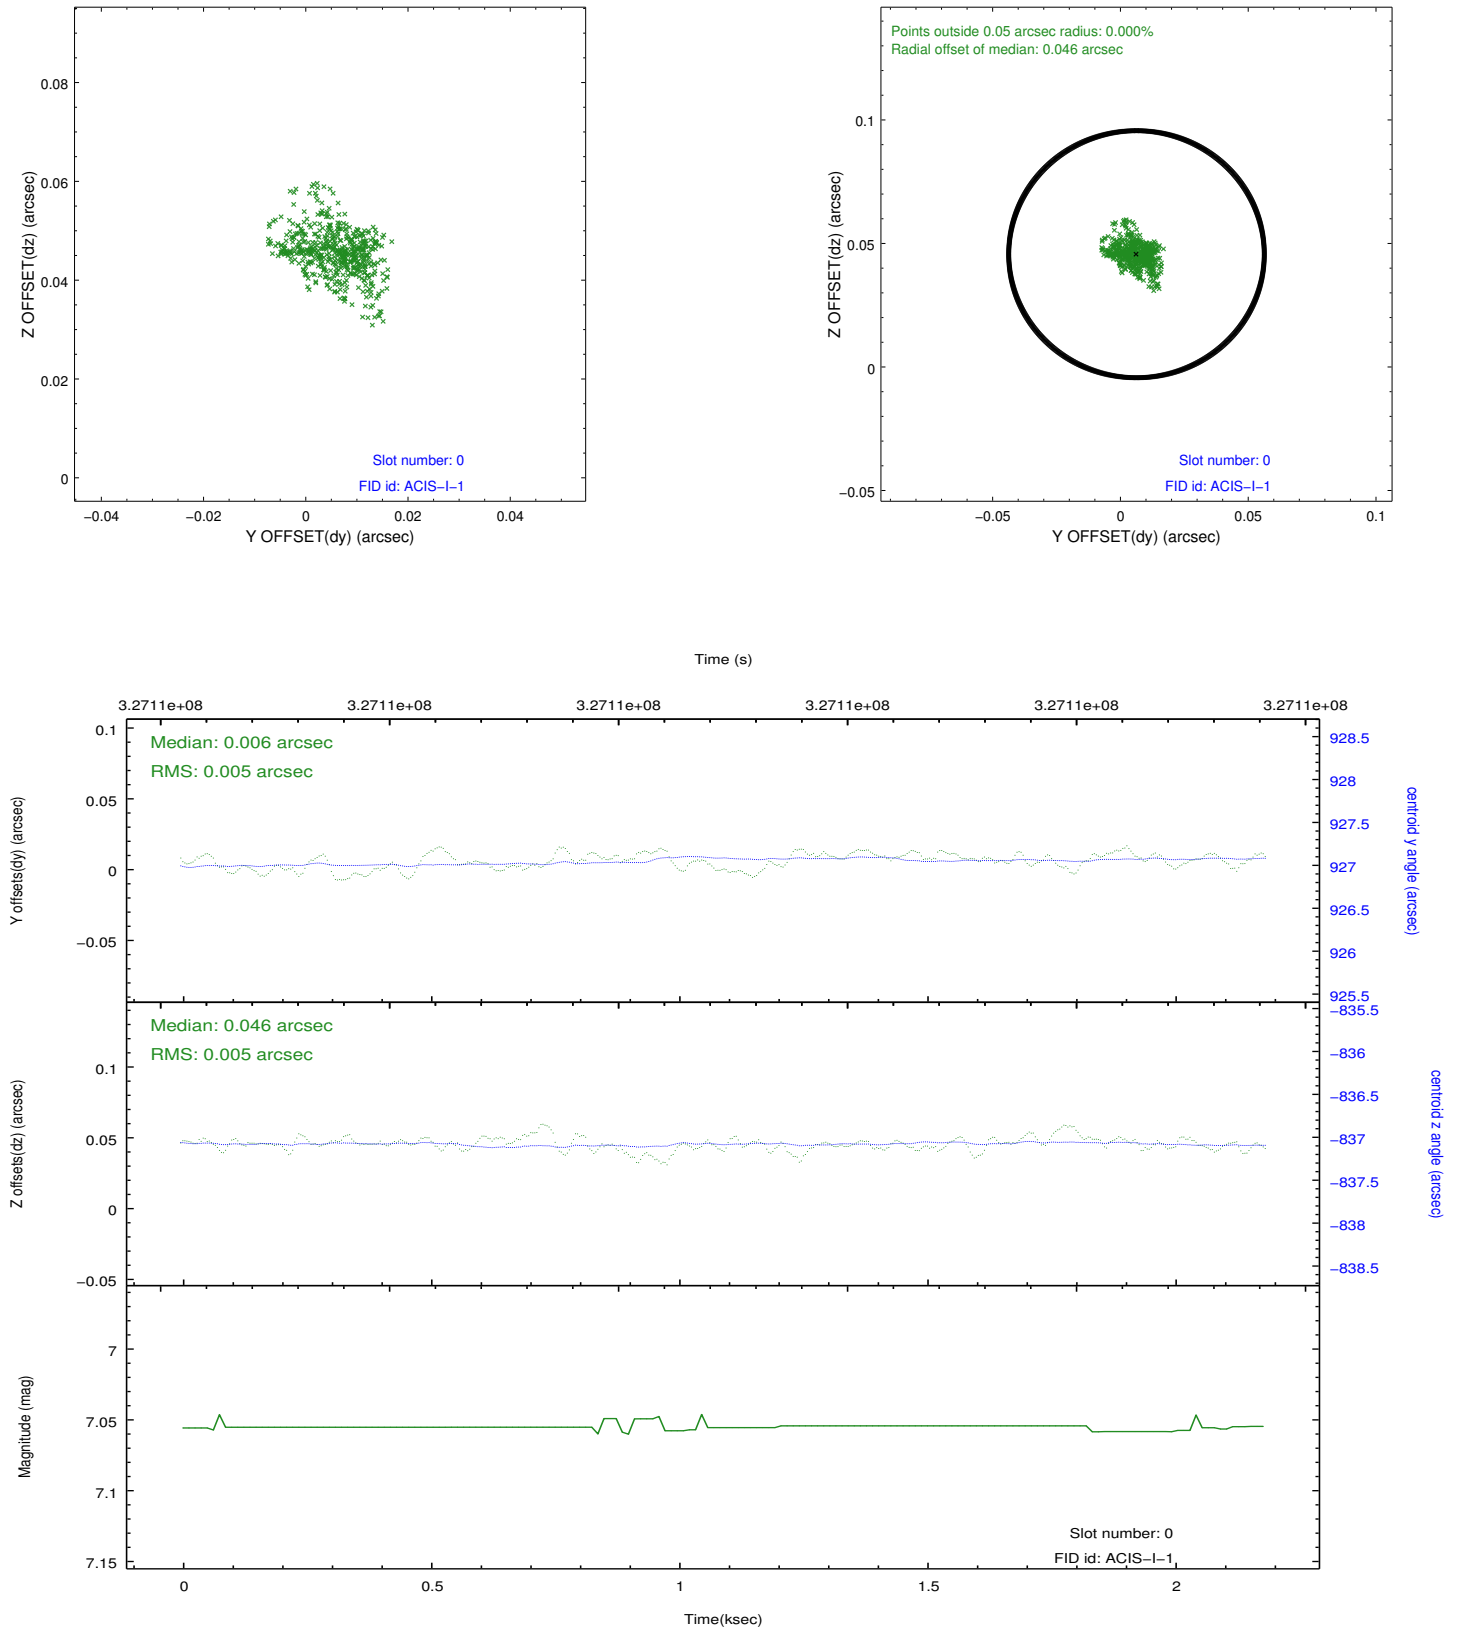 0.08
0.06
0.04
0.02
0
Z OFFSET(dz) (arcsec)
Slot number: 0
FID id: ACIS−I−1
−0.04 −0.02 0 0.02 0.04
Y OFFSET(dy) (arcsec)
Points outside 0.05 arcsec radius: 0.000%
Radial offset of median: 0.046 arcsec
0.1
0.05
0
−0.05
Z OFFSET(dz) (arcsec)
Slot number: 0
FID id: ACIS−I−1
−0.05 0 0.05 0.1
Y OFFSET(dy) (arcsec)
Time (s)
3.2711e+08 3.2711e+08 3.2711e+08 3.2711e+08 3.2711e+08 3.2711e+08
Median: 0.006 arcsec
RMS: 0.005 arcsec
0.1
0.05
0
−0.05
Y offsets(dy) (arcsec)
928.5
928
927.5
927
926.5
926
925.5
centroid y angle (arcsec)
Median: 0.046 arcsec
RMS: 0.005 arcsec
0.1
0.05
0
−0.05
Z offsets(dz) (arcsec)
−835.5
−836
−836.5
−837
−837.5
−838
−838.5
centroid z angle (arcsec)
7
7.05
7.1
7.15
Magnitude (mag)
Slot number: 0
FID id: ACIS−I−1
0 0.5 1 1.5 2
Time(ksec)